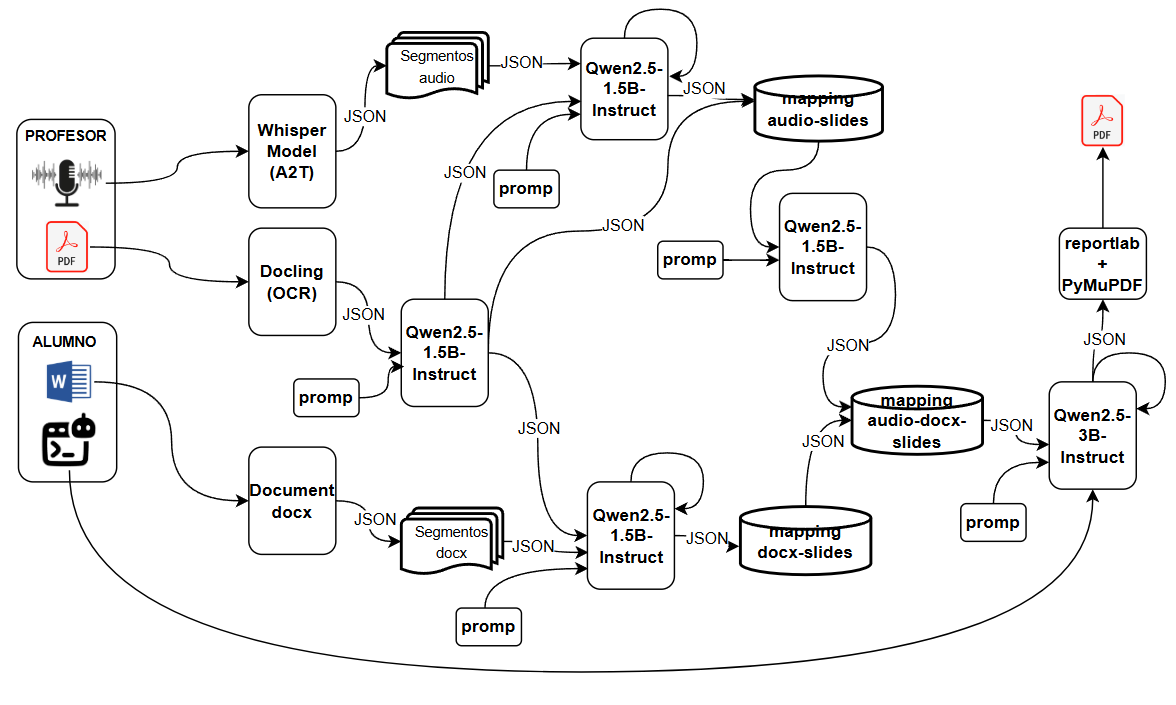 PROFESOR
PDF
ALUMNO
W
Whisper
Model
(A2T)
Docling
(OCR)
Document
docx
JSON
JSON
JSON
Segmentos
audio
Segmentos
docx
promp
Qwen2.5-
1.5B-
Instruct
JSON
JSON
JSON
JSON
JSON
promp
promp
Qwen2.5-
1.5B-
Instruct
Qwen2.5-
1.5B-
Instruct
JSON
JSON
mapping
audio-slides
mapping
docx-slides
promp
Qwen2.5-
1.5B-
Instruct
JSON
JSON
mapping
audio-docx-
slides
JSON
promp
Qwen2.5-
3B-
Instruct
JSON
reportlab
+
PyMuPDF
PDF